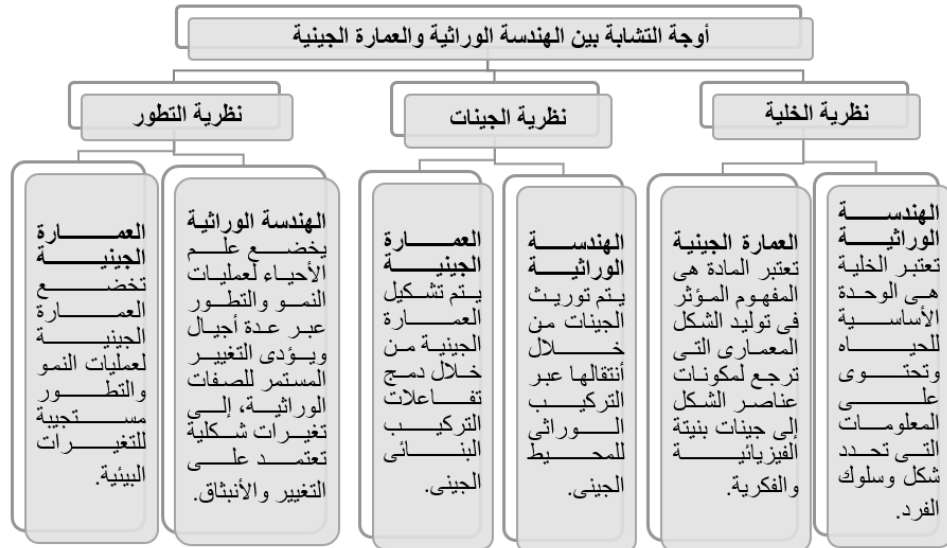 أوجة التشابة بين الهندسة الوراثية والعمارة الجينية
نظرية الخلية
الهندسة
الوراثية
تعتبر الخلية
هى الوحدة
الأساسية
للحياه
وتحتوى
على
المعلومات
التى تحدد
شكل وسلوك
الفرد.
العمارة الجينية
تعتبر المادة هى
المفهوم المؤثر
فى توليد الشكل
المعمارى التى
ترجع لمكونات
عناصر الشكل
إلى جينات بنيتة
الفيزيائية
والفكرية.
نظرية الجينات
الهندسة
الوراثية
يتم توريث
الجينات من
خلال
أنتقالها عبر
التركيب
الوراثى
للمحيط
الجينى.
العمارة
الجينية
يتم تشكيل
العمارة
الجينية من
خلال دمج
تفاعلات
التركيب
البنائى
الجينى.
نظرية التطور
الهندسة الوراثية
يخضع علم
الأحياء لعمليات
النمو والتطور
عبر عدة أجيال
ويؤدى التغيير
المستمر للصفات
الوراثية، إلى
تغيرات شكلية
تعتمد على
التغيير والأنبثاق.
العمارة
الجينية
تخضع
العمارة
الجينية
لعمليات النمو
والتطور
مستجيبة
للتغيرات
البيئية.